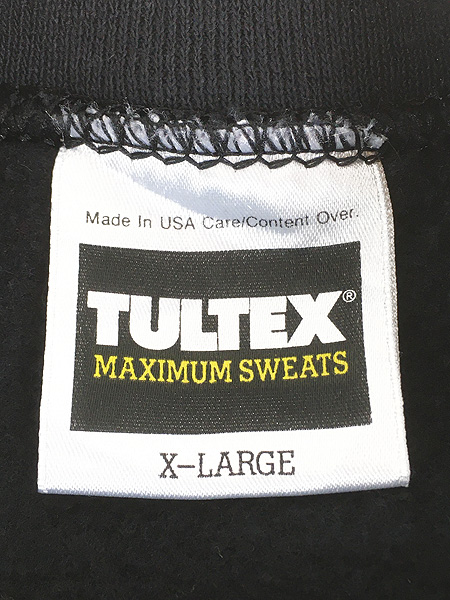 Made In USA Care/Content Over.
TULTEX®
MAXIMUM SWEATS
X-LARGE